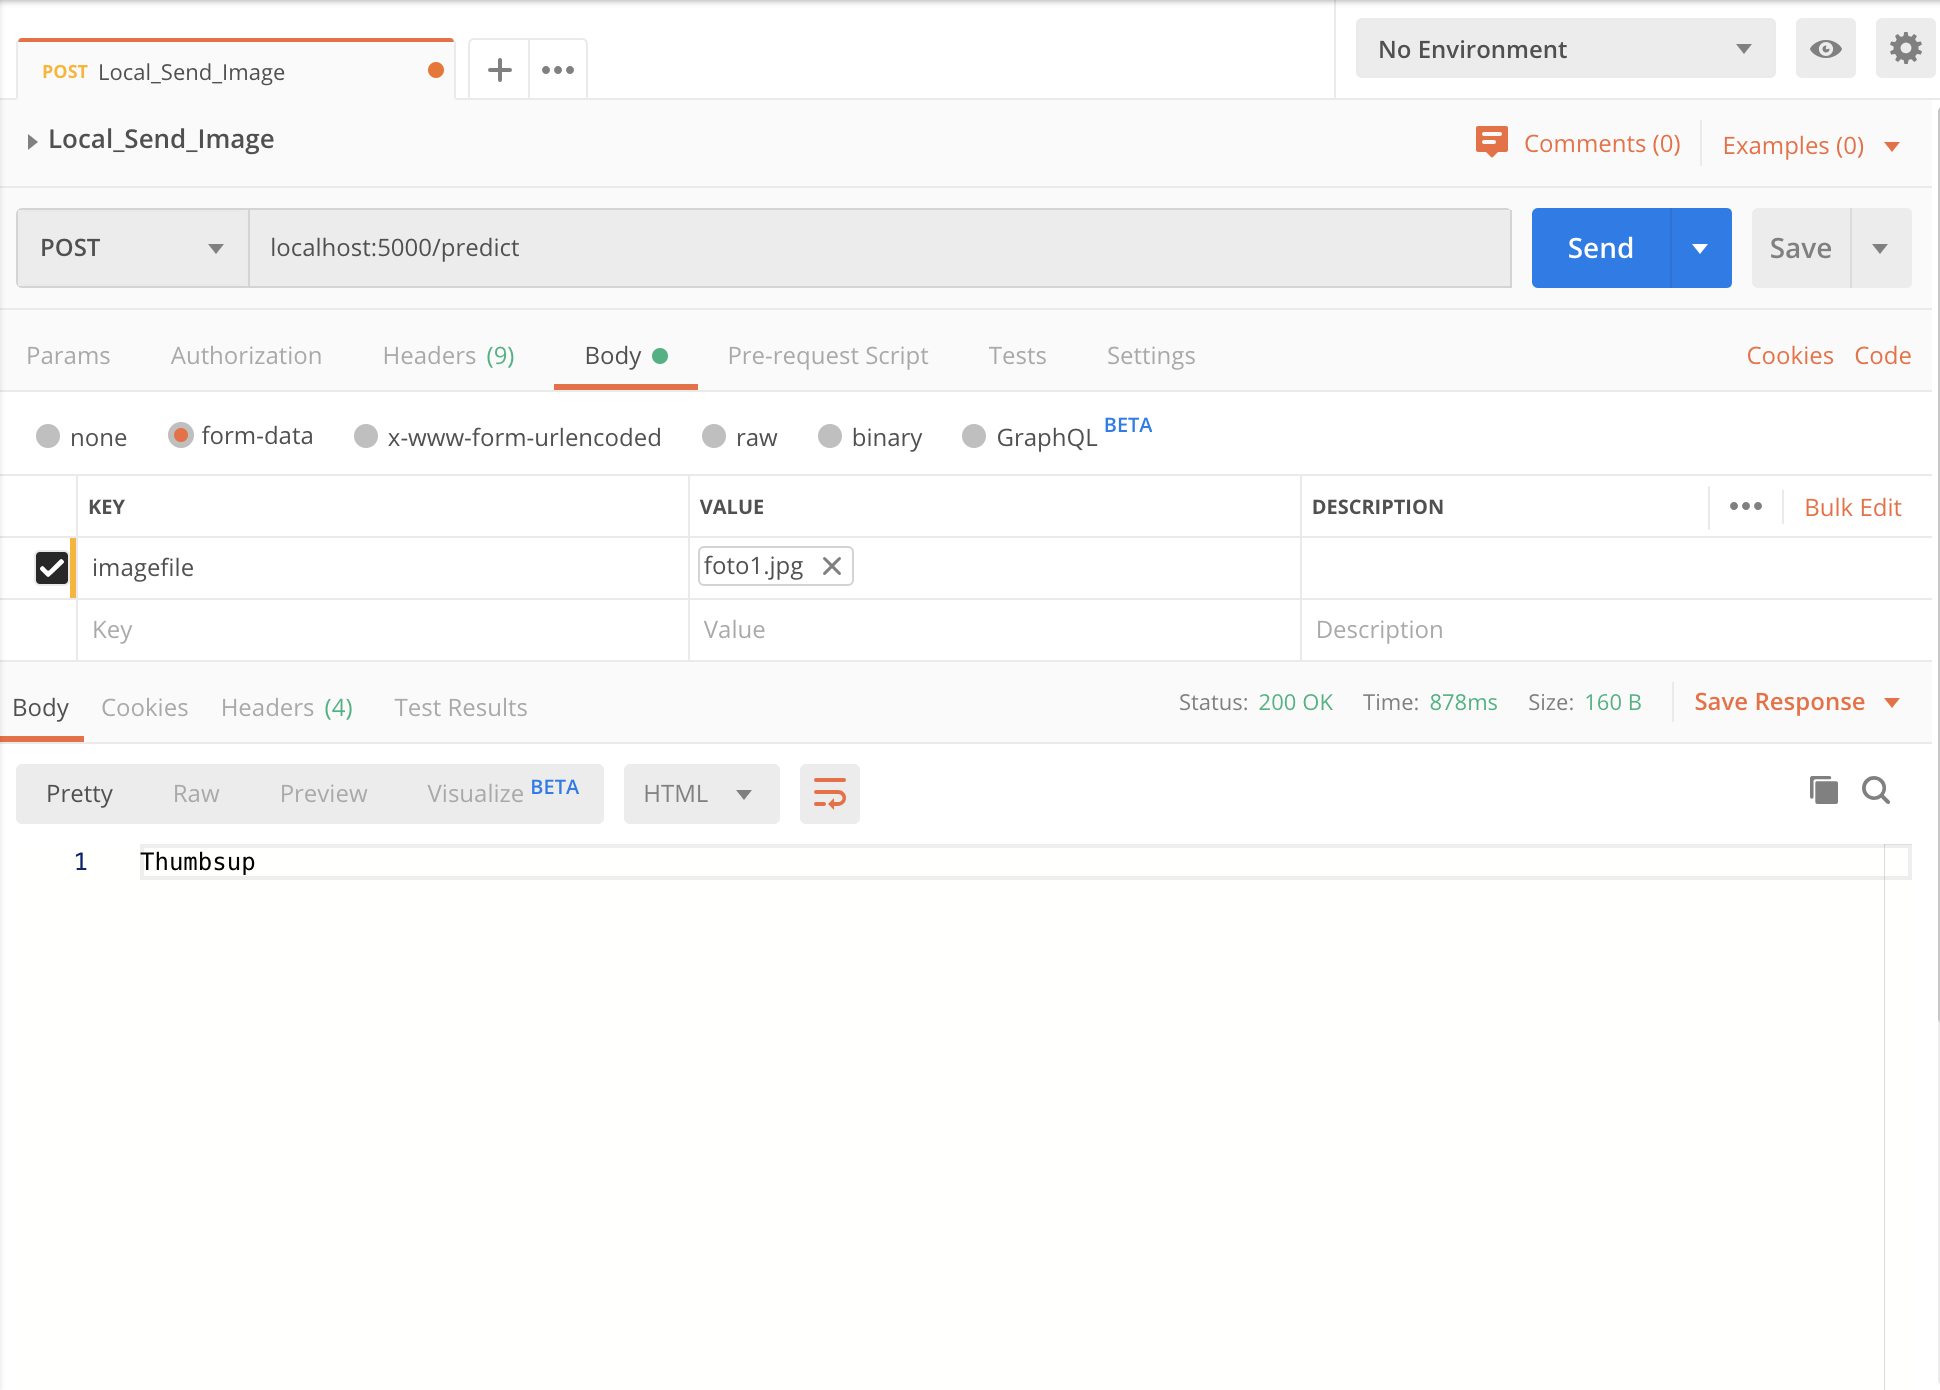 POST Local_Send_Image
No Environment
Local_Send_Image
Comments (0)
Examples (0)
POST
localhost:5000/predict
Send
Save
Params Authorization Headers (9) Body Pre-request Script Tests Settings Cookies Code
none form-data x-www-form-urlencoded raw binary GraphQL BETA
KEY VALUE DESCRIPTION Bulk Edit
imagefile foto1.jpg
Key Value Description
Body Cookies Headers (4) Test Results Status: 200 OK Time: 878ms Size: 160 B Save Response
Pretty Raw Preview Visualize BETA HTML
1 Thumbsup